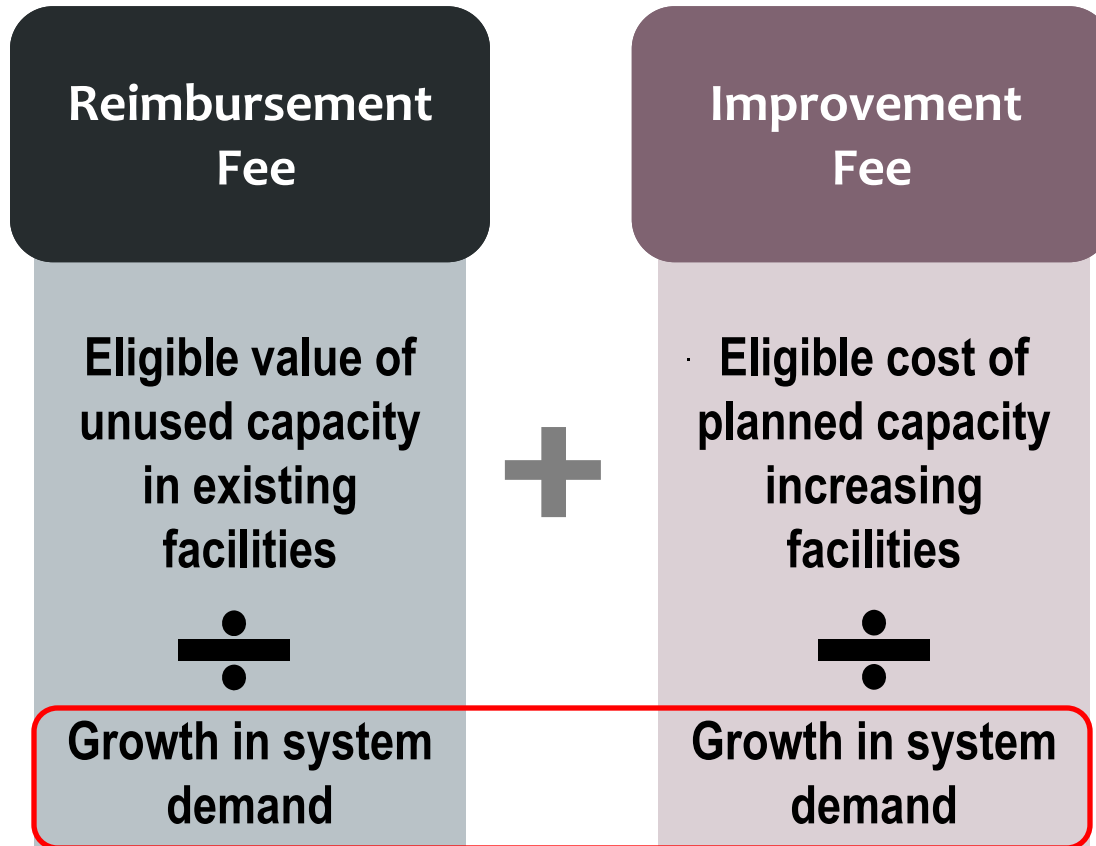 Reimbursement
Fee
Eligible value of
unused capacity
in existing
facilities
÷
Growth in system
demand
+
Improvement
Fee
Eligible cost of
planned capacity
increasing
facilities
÷
Growth in system
demand